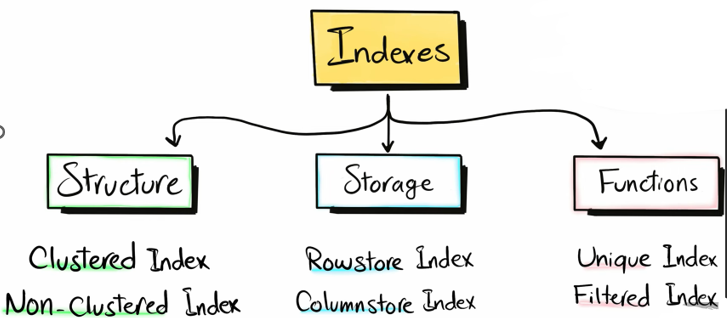 Indexes
Structure
Storage
Functions
Clustered Index
Rowstore Index
Unique Index
Non-Clustered Index
Columnstore Index
Filtered Index